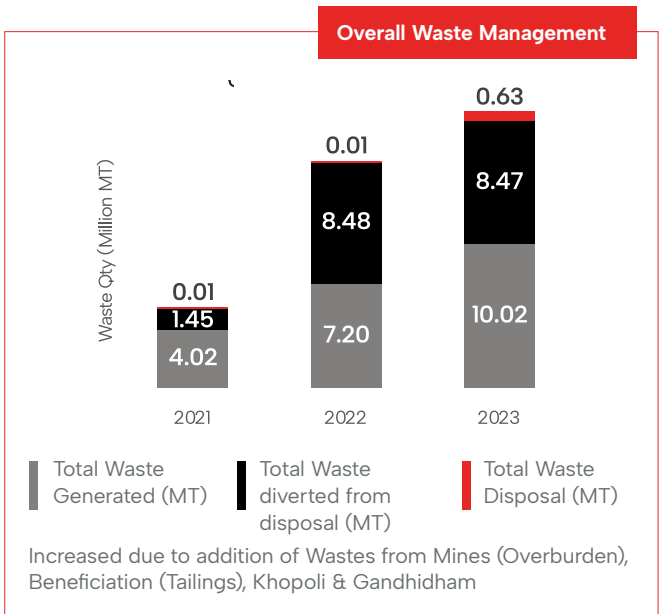 Overall Waste Management
Waste Qty (Million MT)
0.01
1.45
4.02
0.01
8.48
7.20
0.63
8.47
10.02
2021
2022
2023
Total Waste
Generated (MT)
Total Waste
diverted from
disposal (MT)
Total Waste
Disposal (MT)
Increased due to addition of Wastes from Mines (Overburden),
Beneficiation (Tailings), Khopoli & Gandhidham